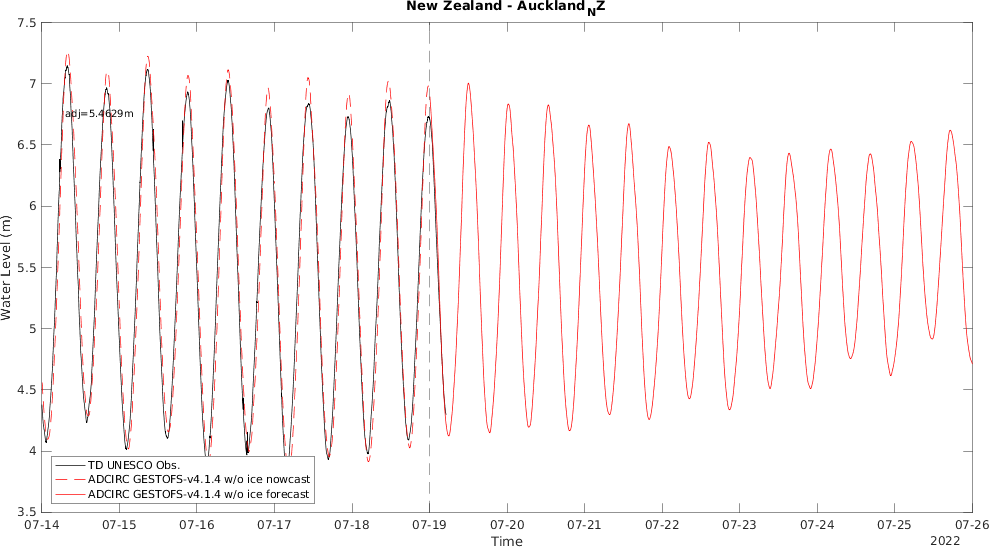 New Zealand - Auckland_NZ
7.5
7
6.5
6
5.5
5
4.5
4
3.5
Water Level (m)
adj=5.4629m
TD UNESCO Obs.
ADCIRC GESTOFS-v4.1.4 w/o ice nowcast
ADCIRC GESTOFS-v4.1.4 w/o ice forecast
07-14 07-15 07-16 07-17 07-18 07-19 07-20 07-21 07-22 07-23 07-24 07-25 07-26
Time
2022